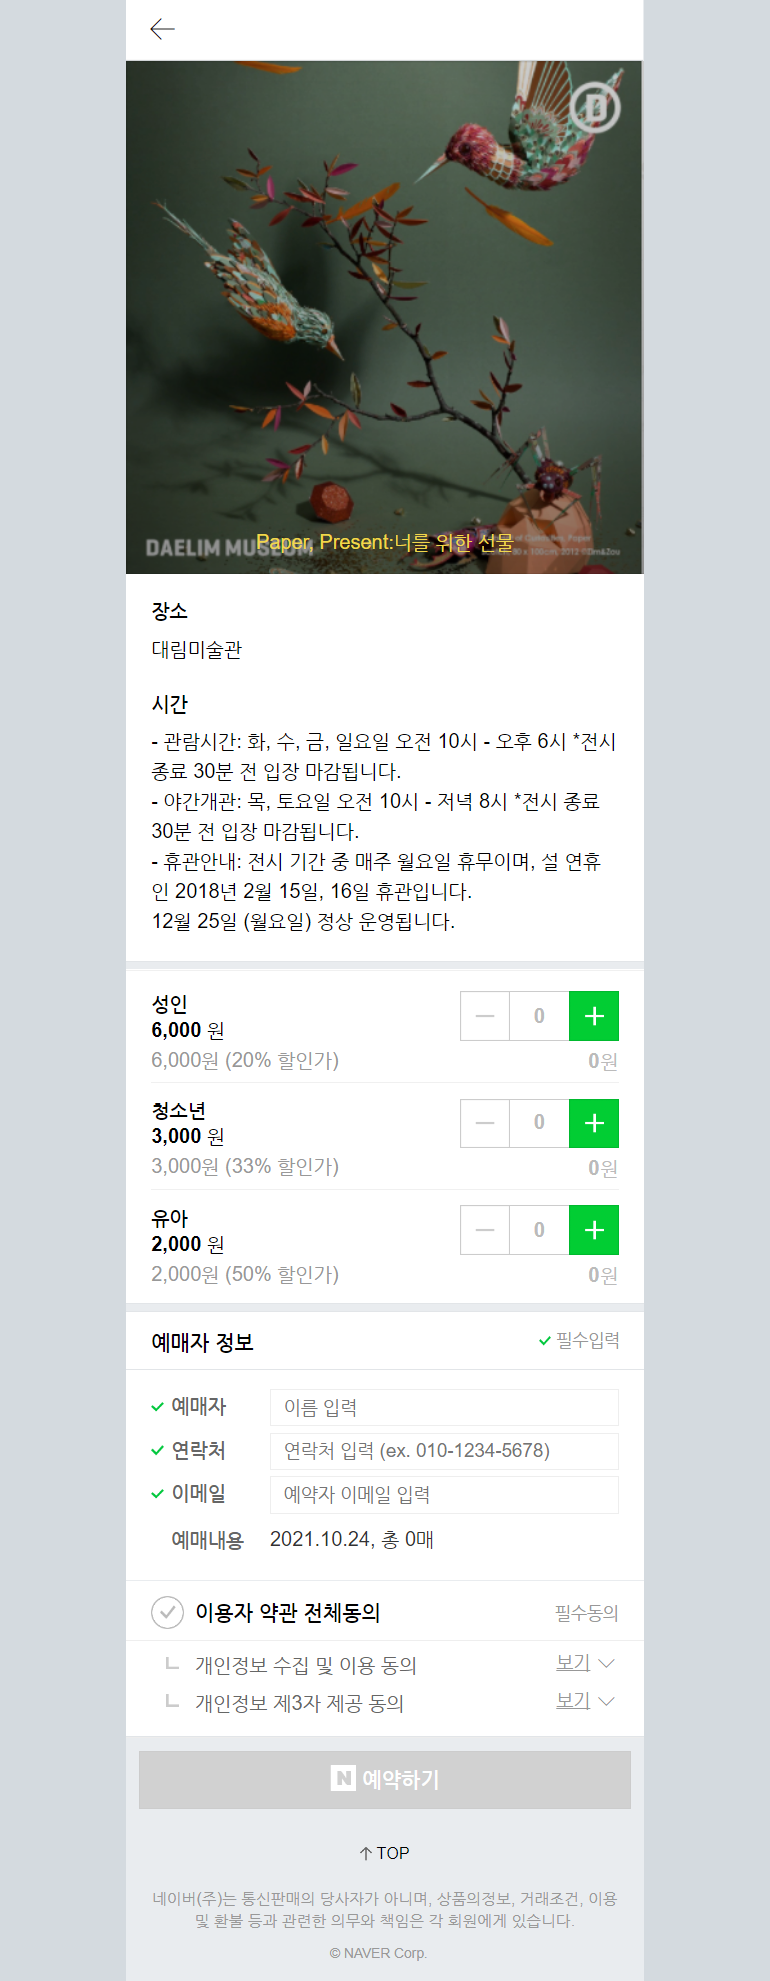 D
DAELIM MUSEUM
Paper, Present:너를 위한 선물
장소
대림미술관
시간
- 관람시간: 화, 수, 금, 일요일 오전 10시 - 오후 6시 *전시
종료 30분 전 입장 마감됩니다.
- 야간개관: 목, 토요일 오전 10시 - 저녁 8시 *전시 종료
30분 전 입장 마감됩니다.
- 휴관안내: 전시 기간 중 매주 월요일 휴무이며, 설 연휴
인 2018년 2월 15일, 16일 휴관입니다.
12월 25일 (월요일) 정상 운영됩니다.
성인
6,000 원
0
6,000원 (20% 할인가)
0원
청소년
3,000 원
0
3,000원 (33% 할인가)
0원
유아
2,000 원
0
2,000원 (50% 할인가)
0원
예매자 정보
필수입력
예매자
이름 입력
연락처
연락처 입력 (ex. 010-1234-5678)
이메일
예약자 이메일 입력
예매내용
2021.10.24, 총 0매
이용자 약관 전체동의
필수동의
개인정보 수집 및 이용 동의
보기
개인정보 제3자 제공 동의
보기
N 예약하기
TOP
네이버(주)는 통신판매의 당사자가 아니며, 상품의정보, 거래조건, 이용
및 환불 등과 관련한 의무와 책임은 각 회원에게 있습니다.
© NAVER Corp.